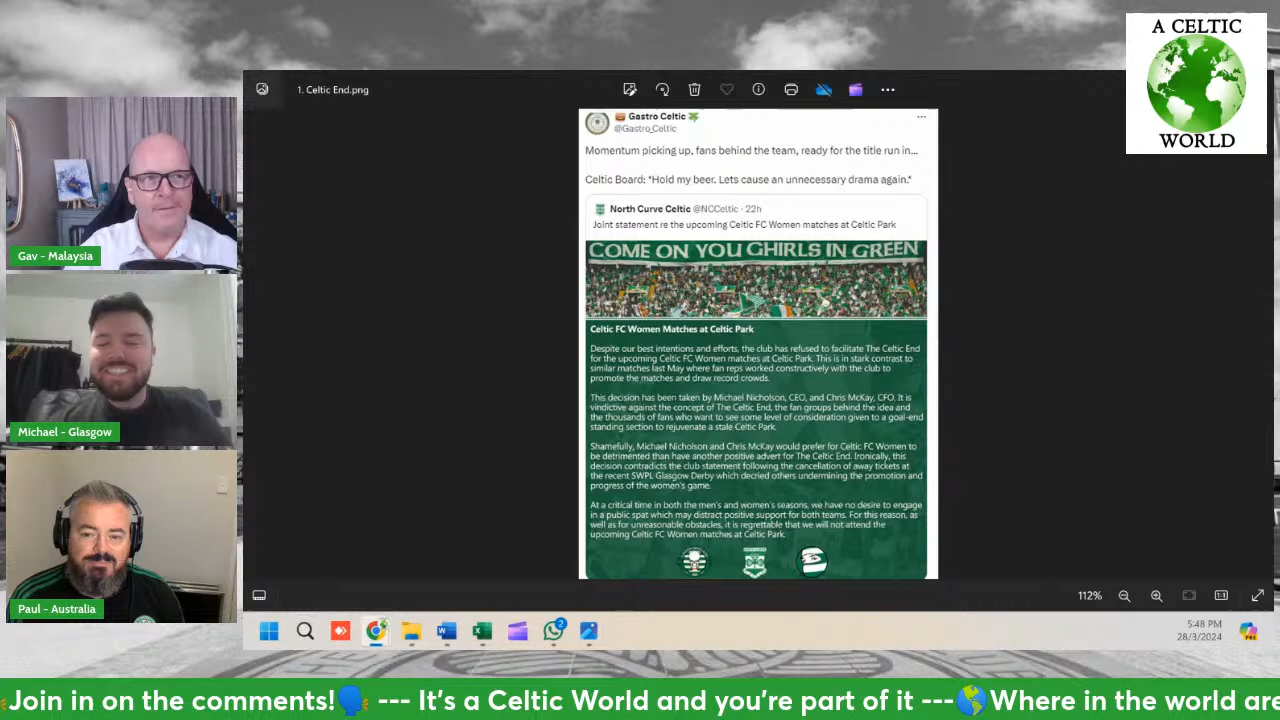 A CELTIC
WORLD
1. Celtic End.png
Gastro Celtic
@Gastro_Celtic
Momentum picking up, fans behind the team, ready for the title run in...
Celtic Board: "Hold my beer. Lets cause an unnecessary drama again."
North Curve Celtic @NCCeltic · 22h
Joint statement re the upcoming Celtic FC Women matches at Celtic Park
COME ON YOU GHIRLS IN GREEN
Celtic FC Women Matches at Celtic Park
Despite our best intentions and efforts, the club has refused to facilitate The Celtic End
for the upcoming Celtic FC Women matches at Celtic Park. This is in stark contrast to
similar matches last May where fan reps worked constructively with the club to
promote the matches and draw record crowds.
This decision has been taken by Michael Nicholson, CEO, and Chris McKay, CFO. It is
vindictive against the concept of The Celtic End, the fan groups behind the idea and
the thousands of fans who want to see some level of consideration given to a goal-end
standing section to rejuvenate a stale Celtic Park.
Shamefully, Michael Nicholson and Chris McKay would prefer for Celtic FC Women to
be detrimented than have another positive advert for The Celtic End. Ironically, this
decision contradicts the club statement following the cancellation of away tickets at
the recent SWPL Glasgow Derby which decried others undermining the promotion and
progress of the women's game.
At a critical time in both the men's and women's seasons, we have no desire to engage
in a public spat which may distract positive support for both teams. For this reason, as
well as for unreasonable obstacles, it is regrettable that we will not attend the
upcoming Celtic FC Women matches at Celtic Park.
Gav - Malaysia
Michael - Glasgow
Paul - Australia
112%
2
5:48 PM
28/3/2024
Join in on the comments!🗣️ --- It's a Celtic World and you're part of it ---🌎Where in the world are